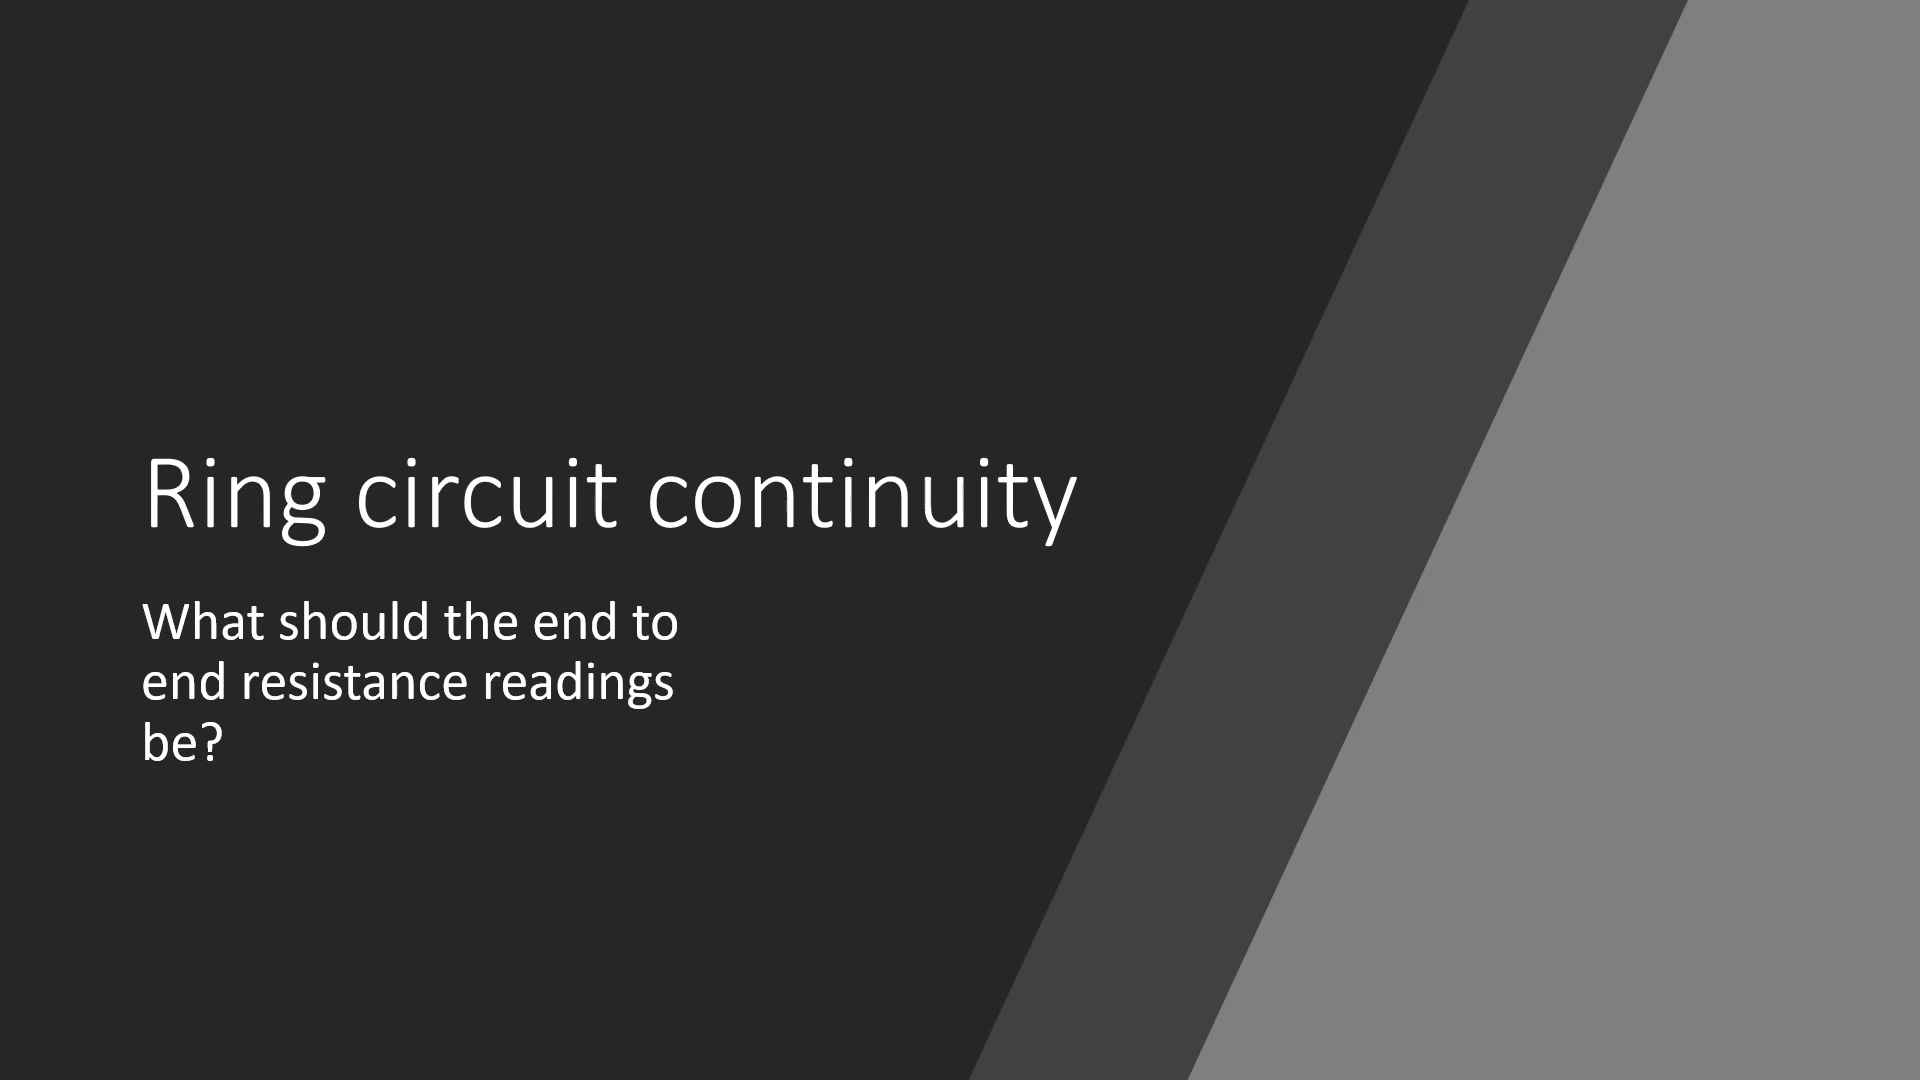 Ring circuit continuity
What should the end to
end resistance readings
be?